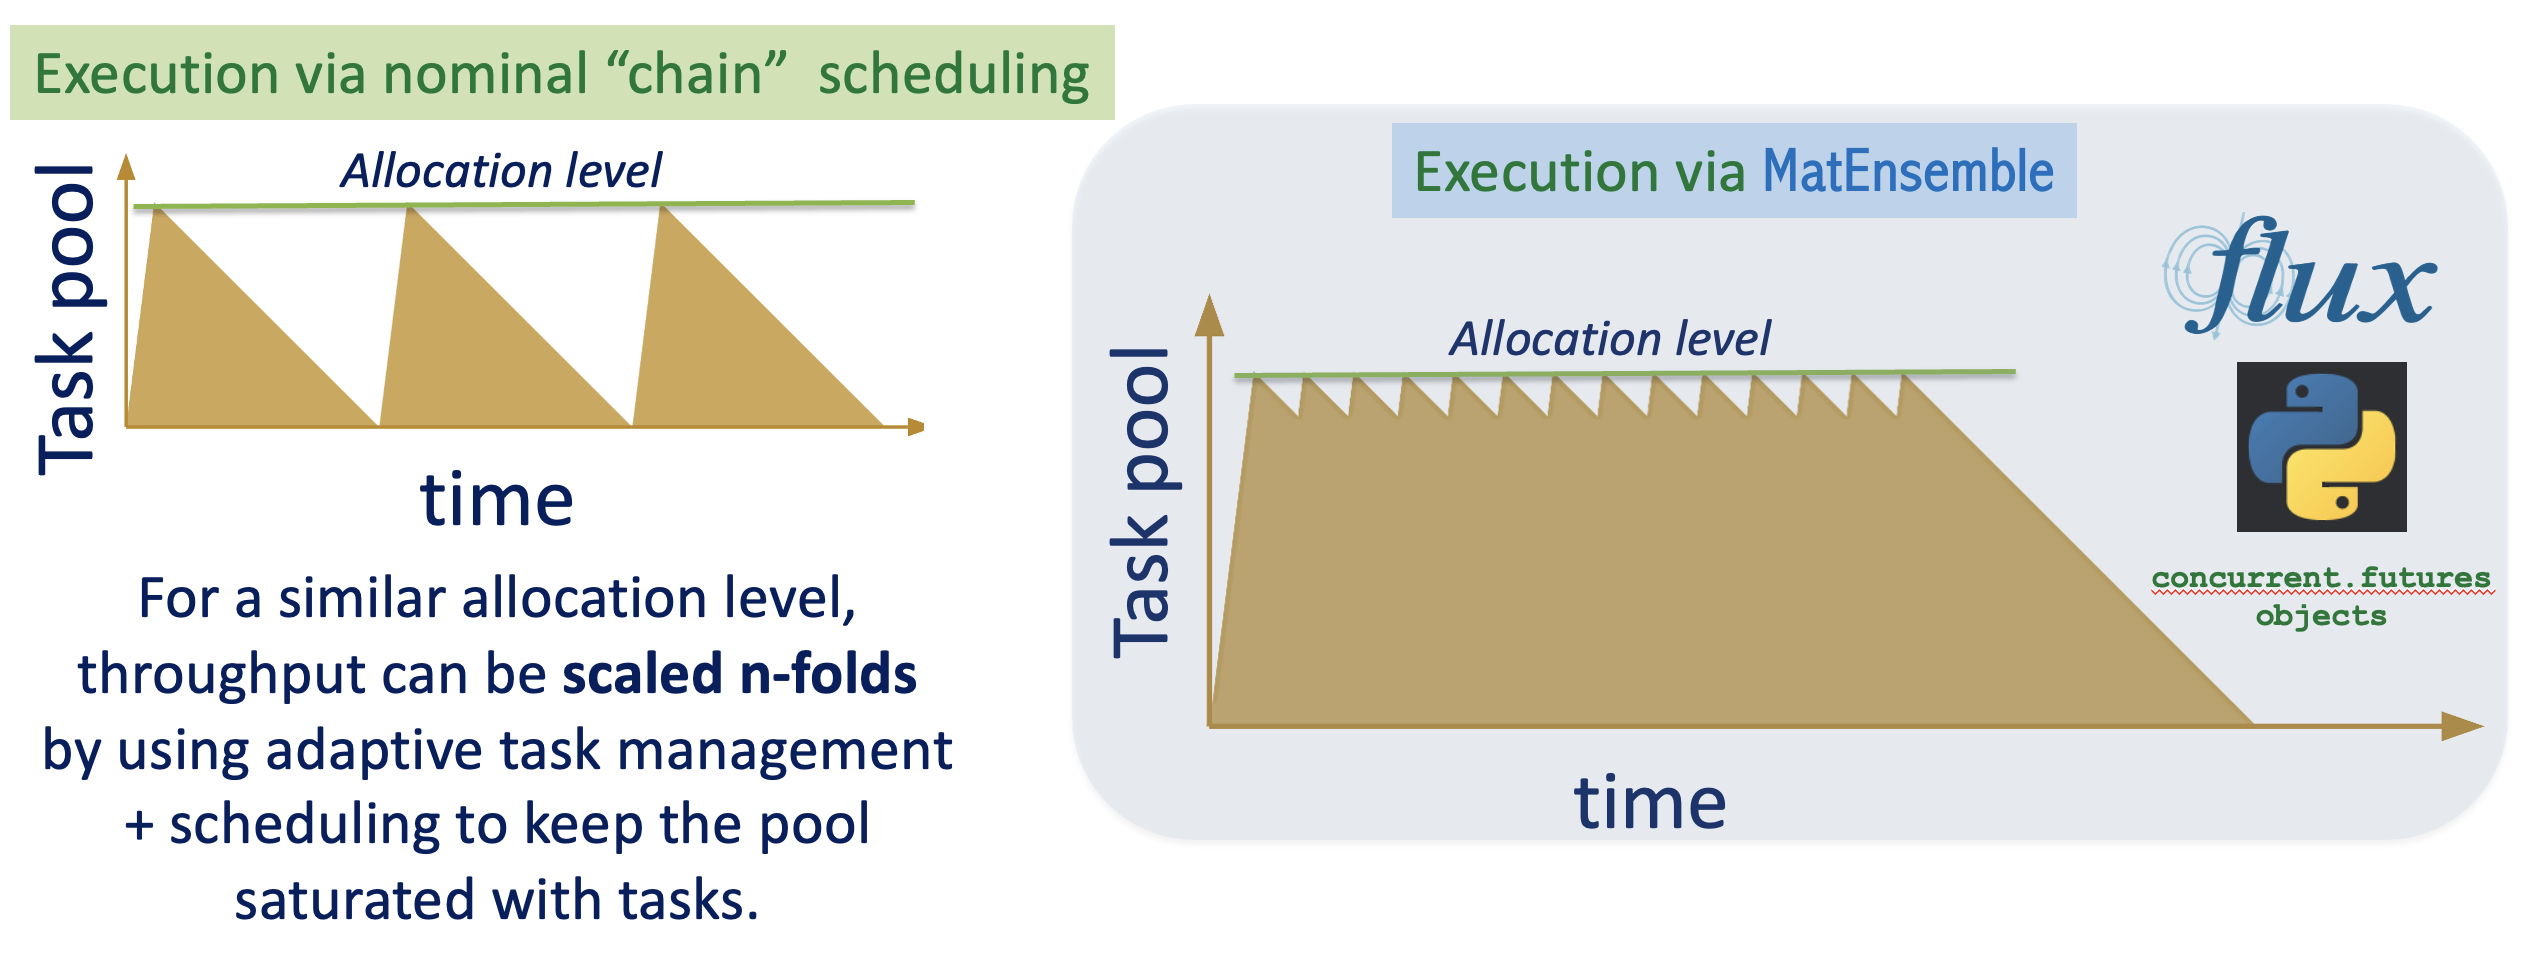 Execution via nominal “chain” scheduling
Allocation level
Task pool
time
For a similar allocation level,
throughput can be scaled n-folds
by using adaptive task management
+ scheduling to keep the pool
saturated with tasks.
Execution via MatEnsemble
Allocation level
Task pool
time
flux
concurrent.futures
objects